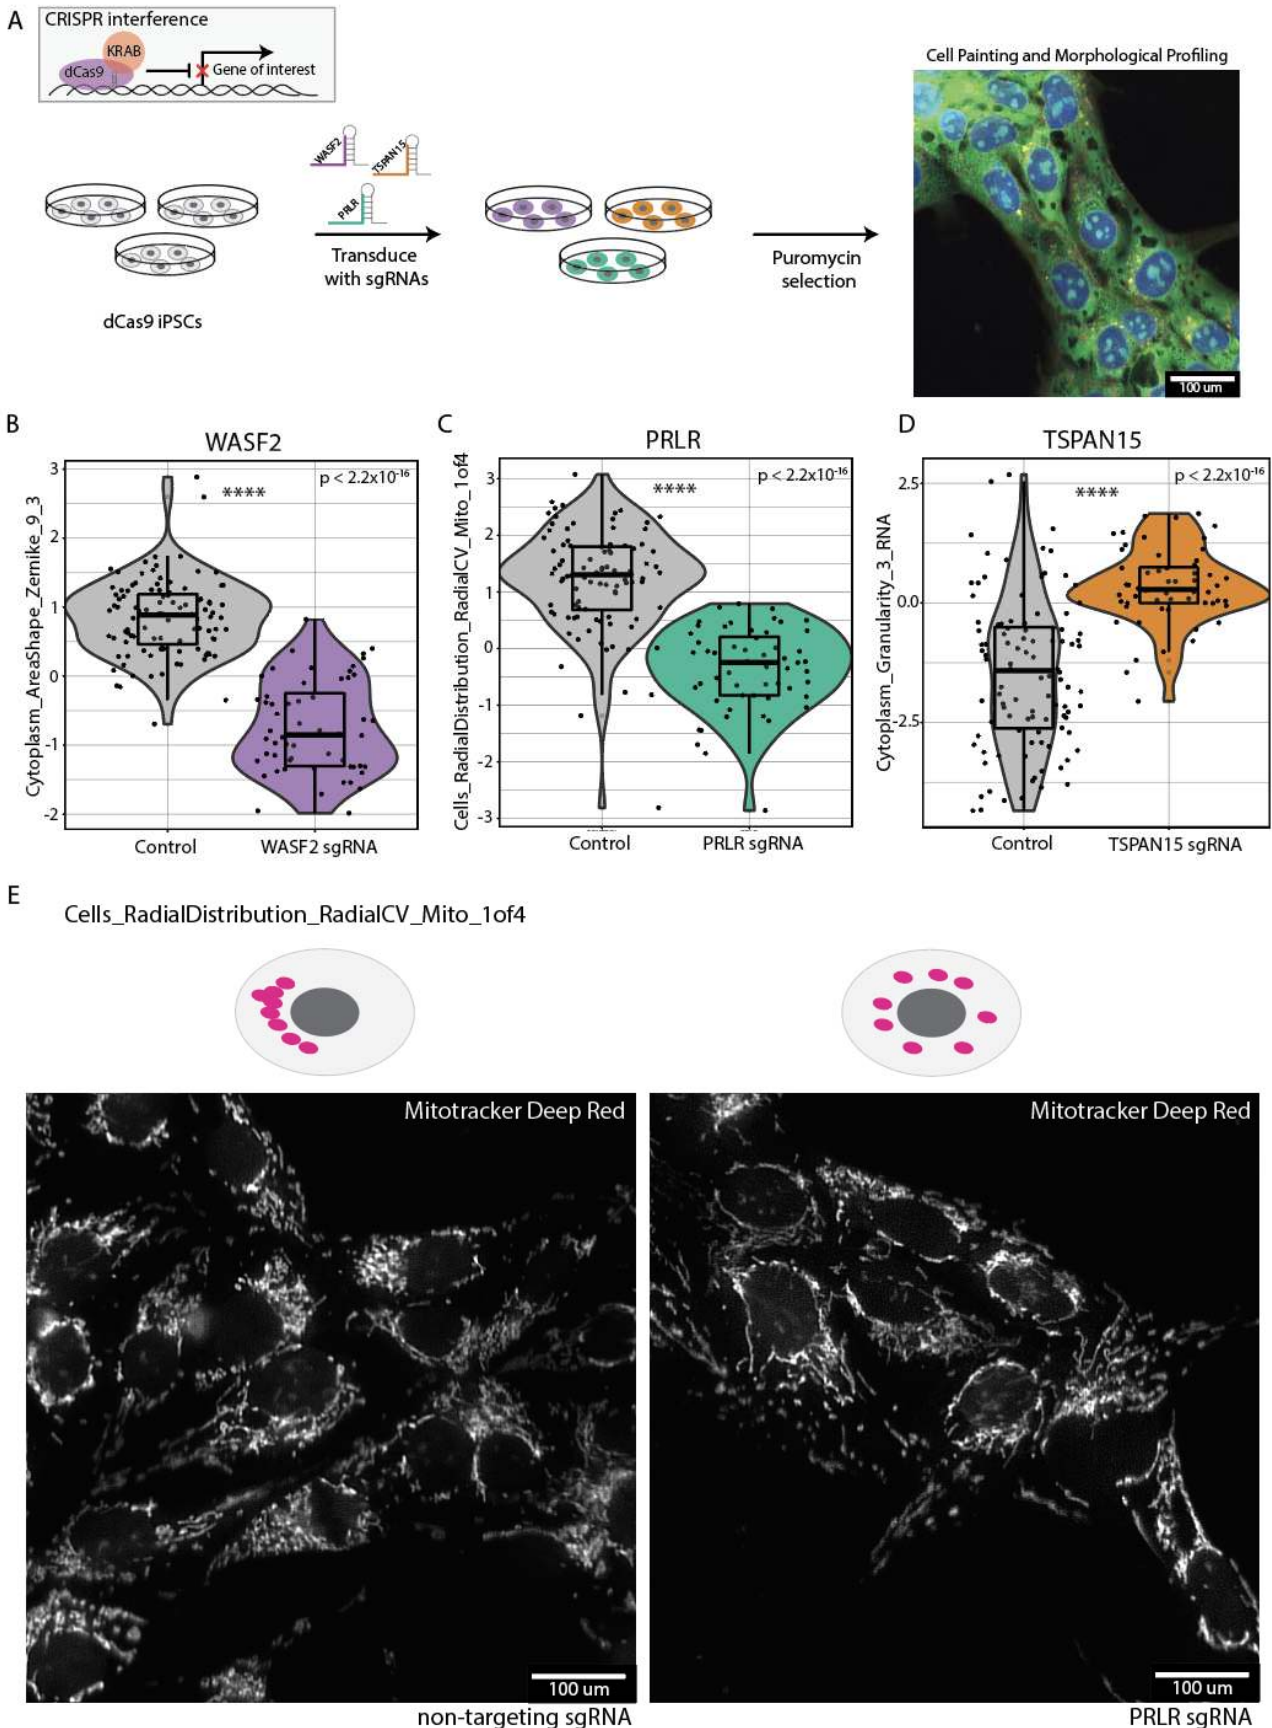 A
CRISPR interference
KRAB
dCas9
Gene of interest
WASF2
TSPAN15
PRLR
Transduce
with sgRNAs
Puromycin
selection
dCas9 iPSCs
Cell Painting and Morphological Profiling
100 um
B
WASF2
Cytoplasm_AreaShape_Zernike_9_3
3
2
1
0
-1
-2
****
p < 2.2x10-16
Control
WASF2 sgRNA
C
PRLR
Cells_RadialDistribution_RadialCV_Mito_1of4
3
2
1
0
-1
-2
-3
****
p < 2.2x10-16
Control
PRLR sgRNA
D
TSPAN15
Cytoplasm_Granularity_3_RNA
2.5
0.0
-2.5
****
p < 2.2x10-16
Control
TSPAN15 sgRNA
E
Cells_RadialDistribution_RadialCV_Mito_1of4
Mitotracker Deep Red
100 um
non-targeting sgRNA
Mitotracker Deep Red
100 um
PRLR sgRNA